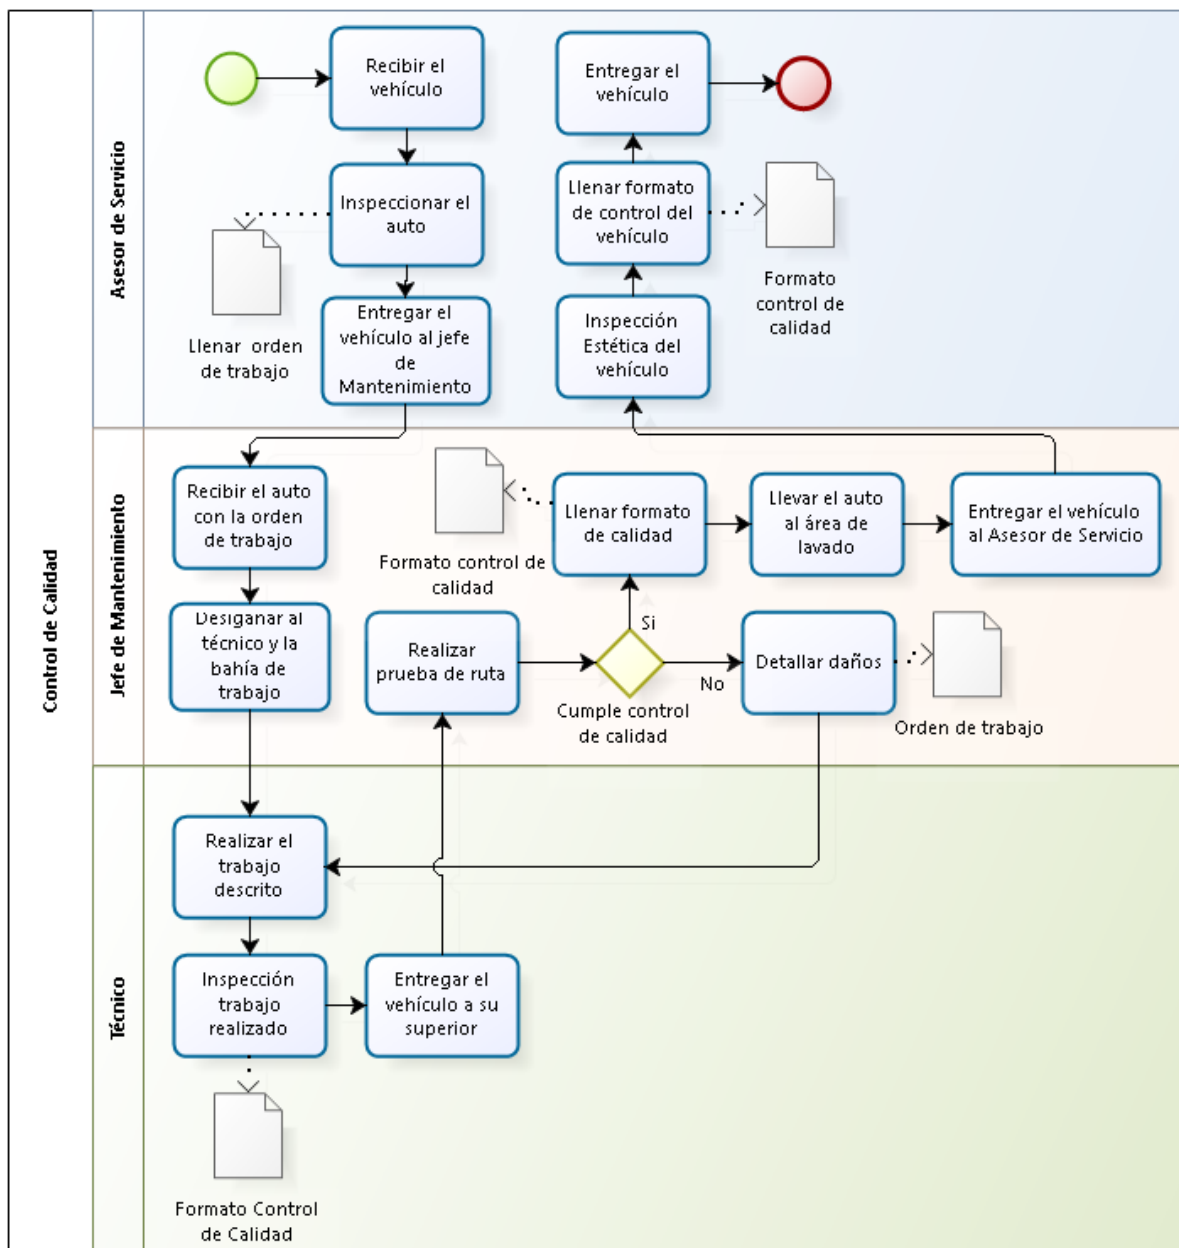 Control de Calidad
Asesor de Servicio
Recibir el
vehículo
Inspeccionar el
auto
Llenar orden
de trabajo
Entregar el
vehículo al jefe
de
Mantenimiento
Entregar el
vehículo
Llenar formato
de control del
vehículo
Formato
control de
calidad
Inspección
Estética del
vehículo
Jefe de Mantenimiento
Recibir el auto
con la orden
de trabajo
Desiganar al
técnico y la
bahía de
trabajo
Formato control de
calidad
Llenar formato
de calidad
Llevar el auto
al área de
lavado
Entregar el vehículo
al Asesor de Servicio
Realizar
prueba de ruta
Si
Cumple control
de calidad
No
Detallar daños
Orden de trabajo
Técnico
Realizar el
trabajo
descrito
Inspección
trabajo
realizado
Entregar el
vehículo a su
superior
Formato Control
de Calidad